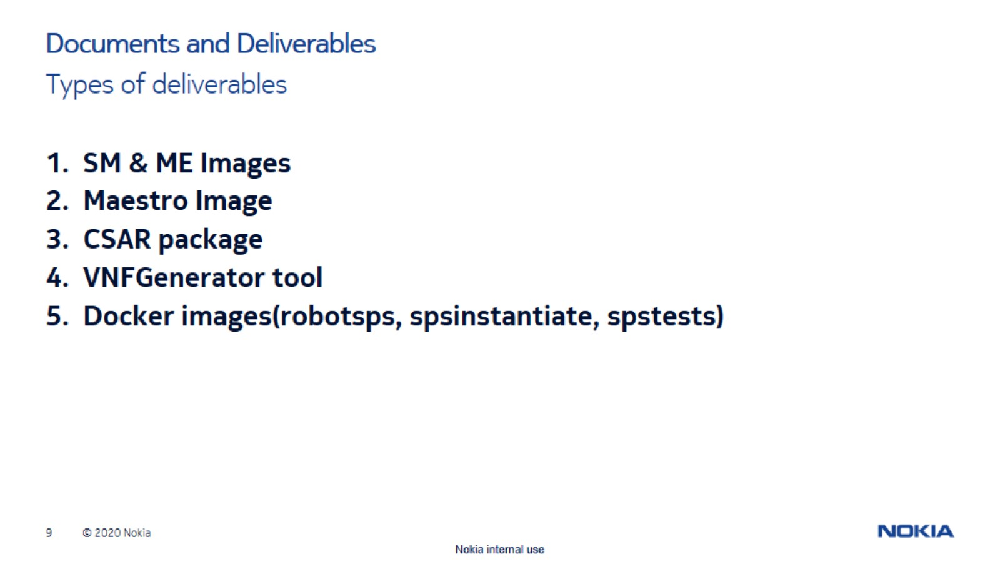 Documents and Deliverables
Types of deliverables
1. SM & ME Images
2. Maestro Image
3. CSAR package
4. VNFGenerator tool
5. Docker images(robotsps, spsinstantiate, spstests)
9 © 2020 Nokia
NOKIA
Nokia internal use